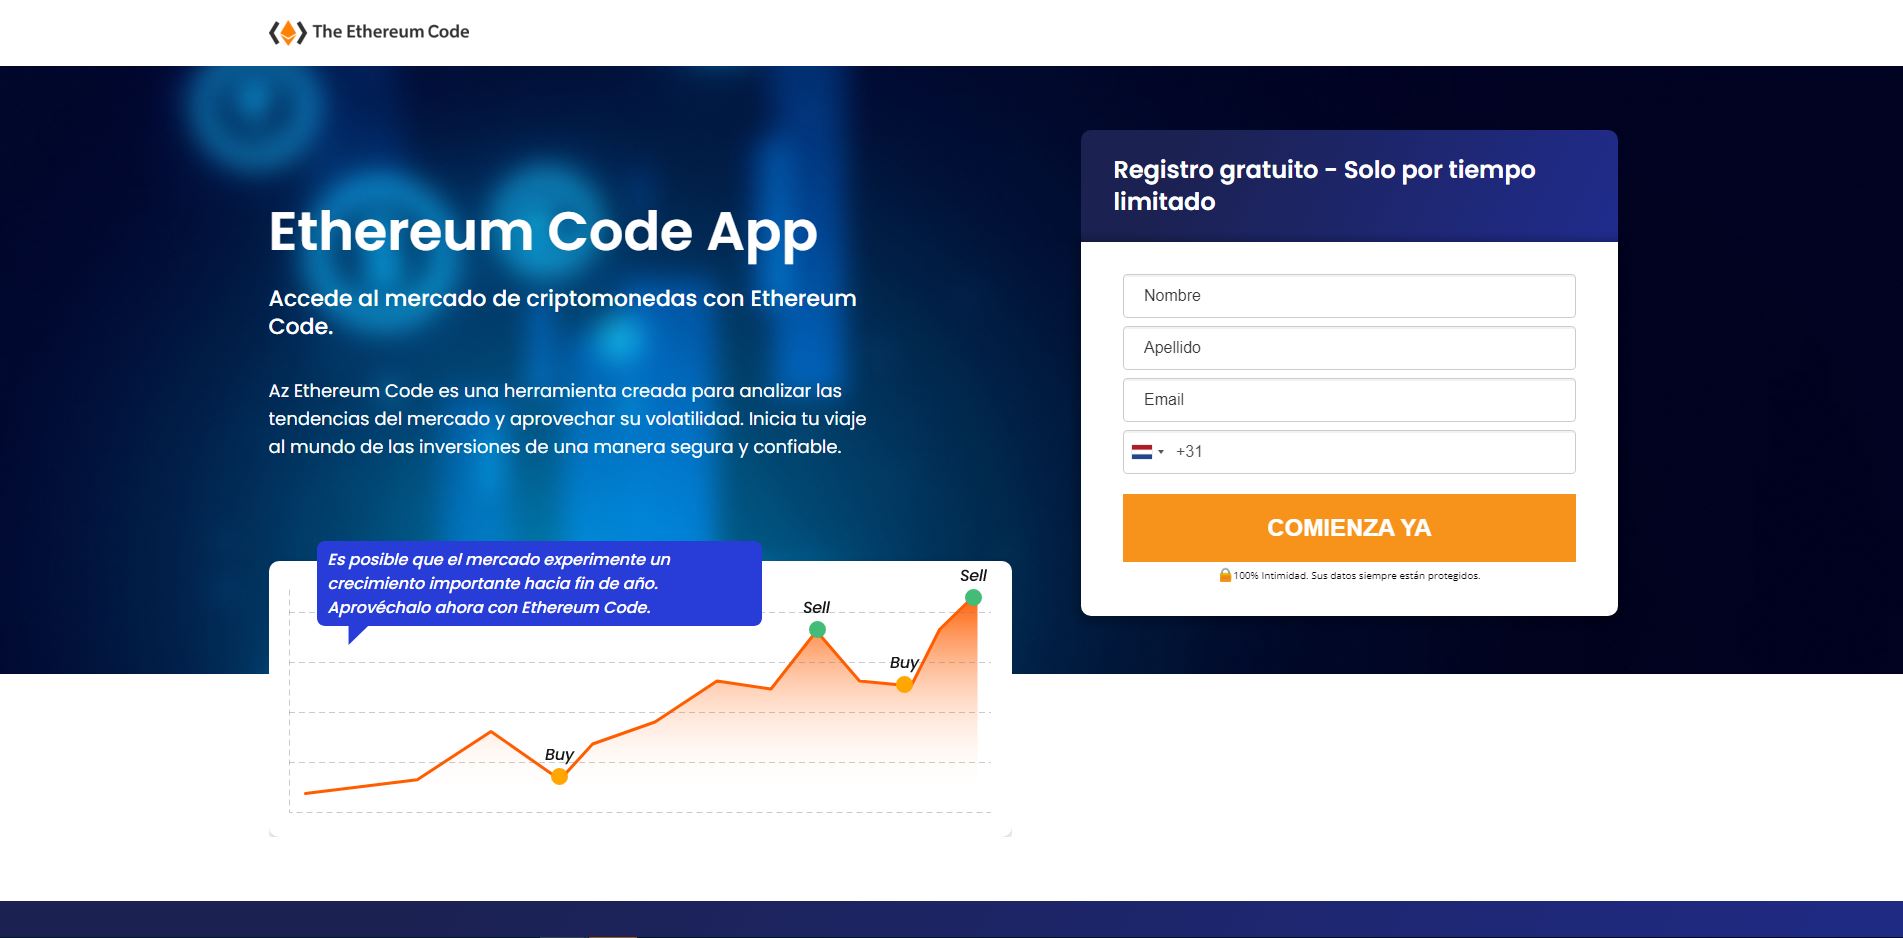 The Ethereum Code
Ethereum Code App
Accede al mercado de criptomonedas con Ethereum
Code.
Az Ethereum Code es una herramienta creada para analizar las
tendencias del mercado y aprovechar su volatilidad. Inicia tu viaje
al mundo de las inversiones de una manera segura y confiable.
Es posible que el mercado experimente un
crecimiento importante hacia fin de año.
Aprovéchalo ahora con Ethereum Code.
Sell
Sell
Buy
Buy
Registro gratuito - Solo por tiempo
limitado
Nombre
Apellido
Email
+31
COMIENZA YA
100% Intimidad. Sus datos siempre están protegidos.